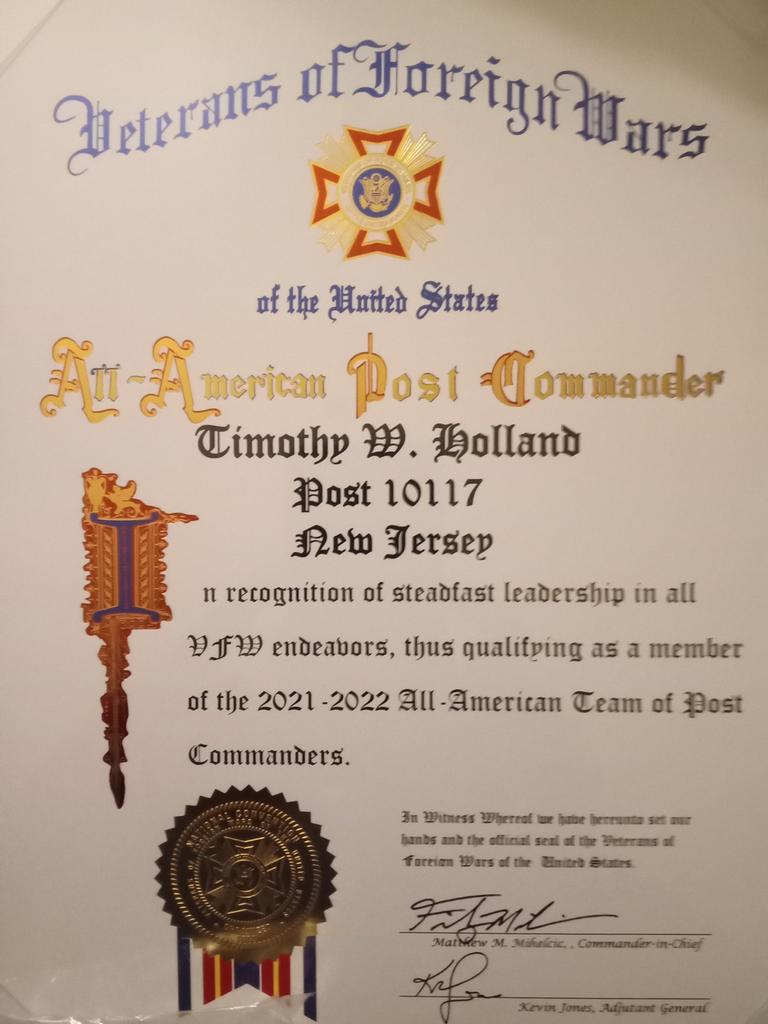 Veterans of Foreign Wars
of the United States
All-American Post Commander
Timothy W. Holland
Post 10117
New Jersey
In recognition of steadfast leadership in all
VFW endeavors, thus qualifying as a member
of the 2021-2022 All-American Team of Post
Commanders.
In Witness Whereof we have hereunto set our
hands and the official seal of the Veterans of
Foreign Wars of the United States.
Matthew M. Mihelcic, , Commander-in-Chief
Kevin Jones, Adjutant General